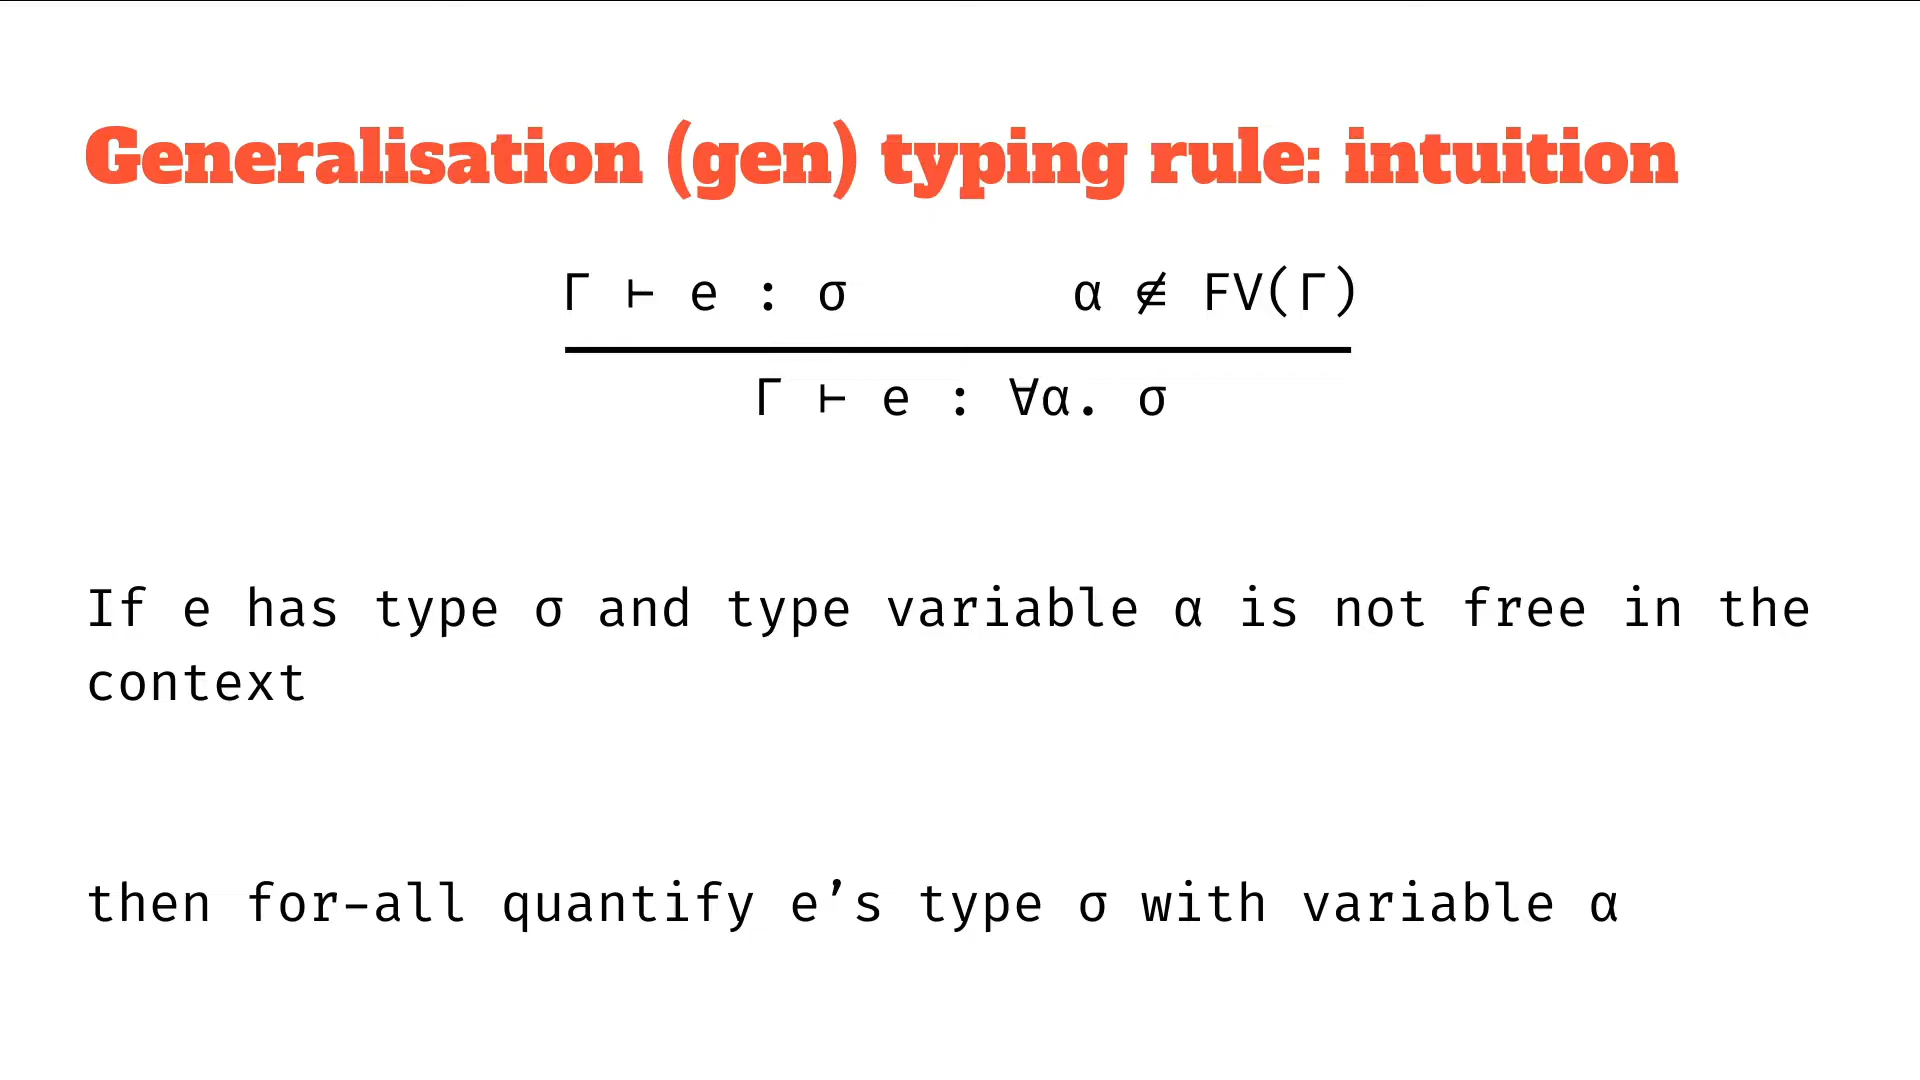 Generalisation (gen) typing rule: intuition
Γ ⊢ e : σ α ∉ FV(Γ)
Γ ⊢ e : ∀α. σ
If e has type σ and type variable α is not free in the
context
then for-all quantify e’s type σ with variable α